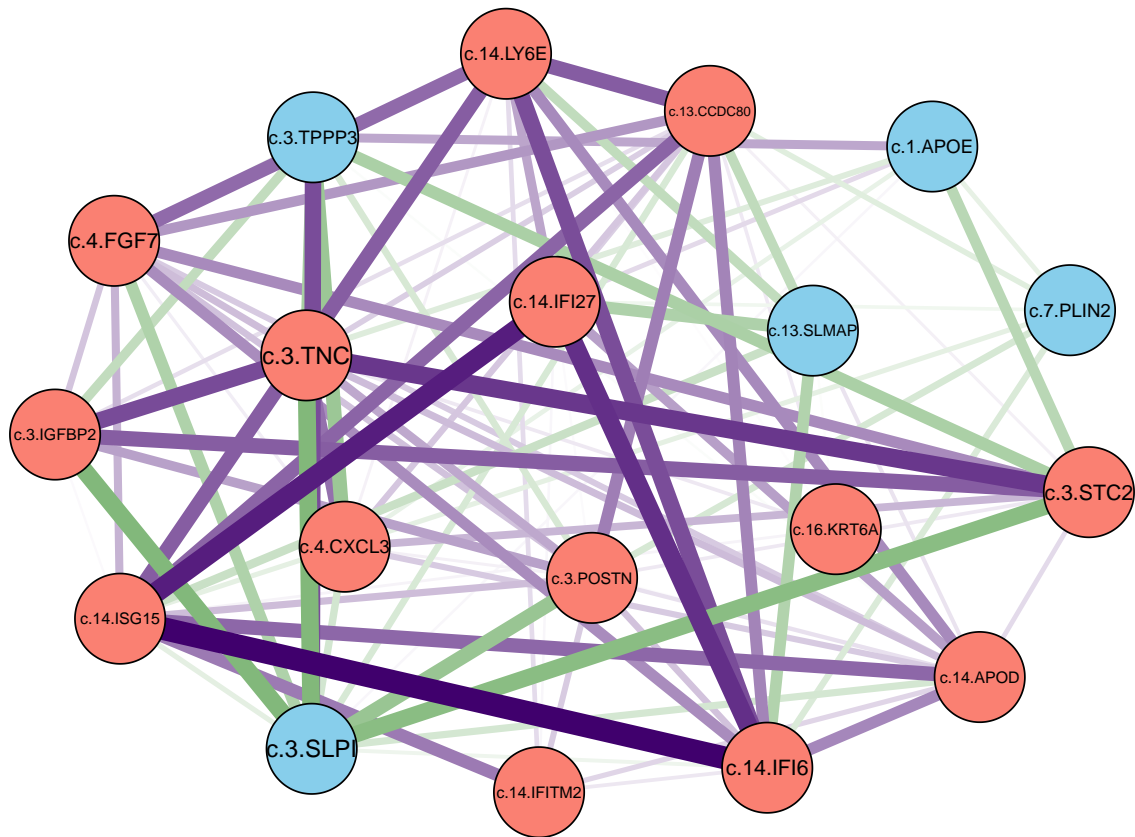 c.14.LY6E
c.13.CCDC80
c.3.TPPP3
c.1.APOE
c.4.FGF7
c.14.IFI27
c.7.PLIN2
c.13.SLMAP
c.3.TNC
c.3.IGFBP2
c.3.STC2
c.16.KRT6A
c.4.CXCL3
c.3.POSTN
c.14.ISG15
c.14.APOD
c.3.SLPI
c.14.IFI6
c.14.IFITM2